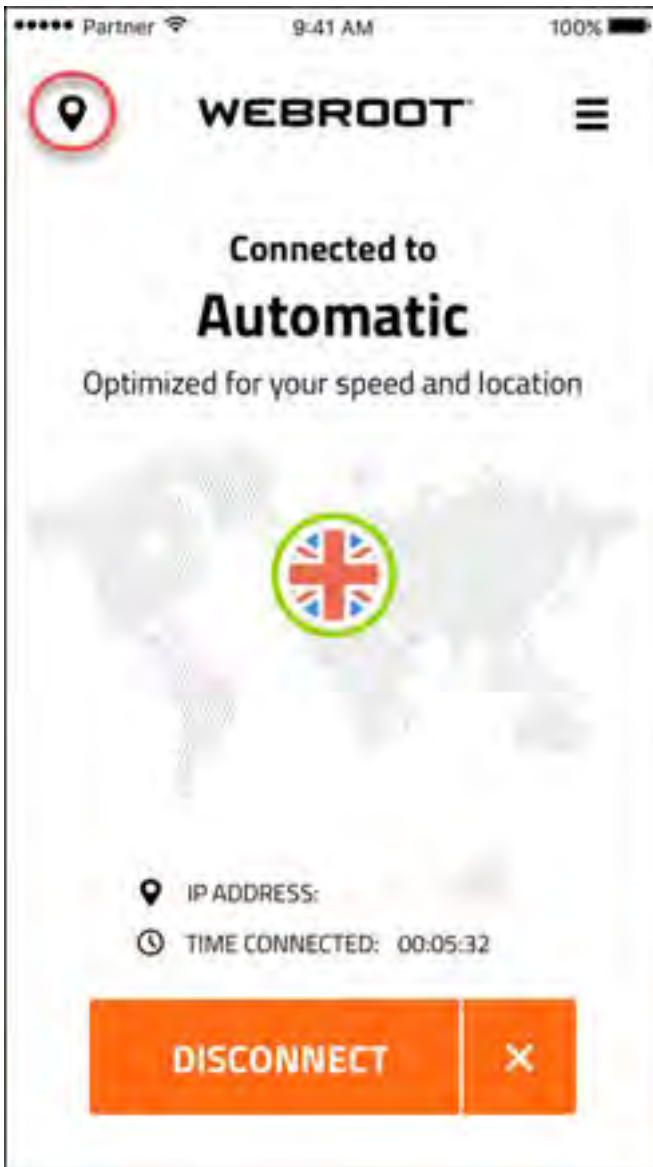 Partner 9:41 AM 100%
WEBROOT
Connected to
Automatic
Optimized for your speed and location
IP ADDRESS:
TIME CONNECTED: 00:05:32
DISCONNECT